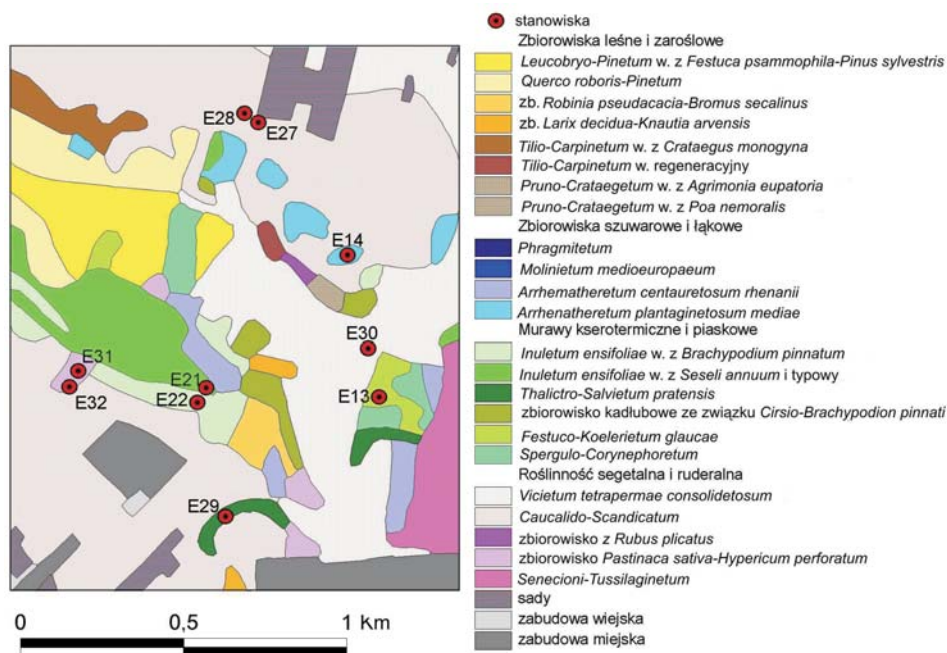 stanowiska
Zbiorowiska leśne i zaroślowe
Leucobryo-Pinetum w. z Festuca psammophila-Pinus sylvestris
Querco roboris-Pinetum
zb. Robinia pseudacacia-Bromus secalinus
zb. Larix decidua-Knautia arvensis
Tilio-Carpinetum w. z Crataegus monogyna
Tilio-Carpinetum w. regeneracyjny
Pruno-Crataegetum w. z Agrimonia eupatoria
Pruno-Crataegetum w. z Poa nemoralis
Zbiorowiska szuwarowe i łąkowe
Phragmitetum
Molinietum medioeuropaeum
Arrhematheretum centauretosum rhenanii
Arrhenatheretum plantaginetosum mediae
Murawy kserotermiczne i piaskowe
Inuletum ensifoliae w. z Brachypodium pinnatum
Inuletum ensifoliae w. z Seseli annuum i typowy
Thalictro-Salvietum pratensis
zbiorowisko kadłubowe ze związku Cirsio-Brachypodion pinnati
Festuco-Koelerietum glaucae
Spergulo-Corynephoretum
Roślinność segetalna i ruderalna
Vicietum tetrapermae consolidetosum
Caucalido-Scandicatum
zbiorowisko z Rubus plicatus
zbiorowisko Pastinaca sativa-Hypericum perforatum
Senecioni-Tussilaginetum
sady
zabudowa wiejska
zabudowa miejska
E28
E27
E14
E30
E31
E21
E32
E22
E13
E29
0 0,5 1 Km